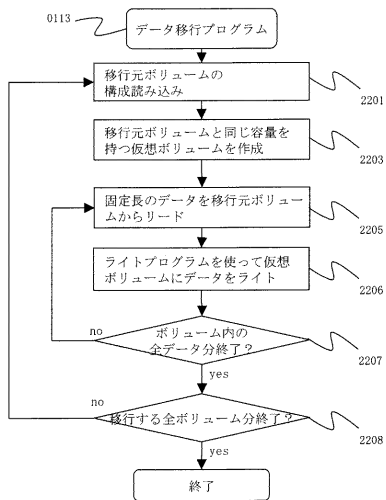 0113
データ移行プログラム
移行元ボリュームの
構成読み込み
2201
移行元ボリュームと同じ容量を
持つ仮想ボリュームを作成
2203
固定長のデータを移行元ボリュー
ムからリード
2205
ライトプログラムを使って仮想
ボリュームにデータをライト
2206
no
ボリューム内の
全データ分終了?
2207
yes
no
移行する全ボリューム分終了?
2208
yes
終了